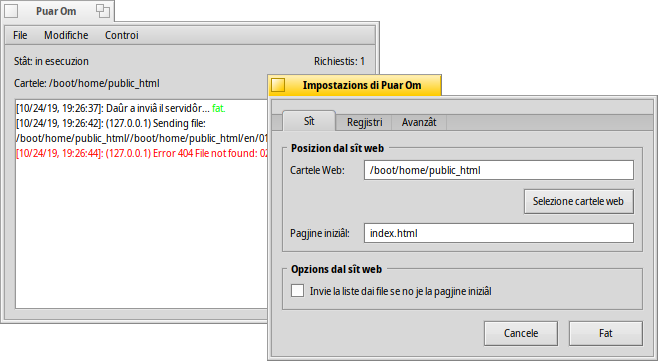 Puar Om
File Modifiche Controi
Stât: in esecuzion Richiestis: 1
Cartele: /boot/home/public_html
[10/24/19, 19:26:37]: Daûr a inviâ il servidôr... fat.
[10/24/19, 19:26:42]: (127.0.0.1) Sending file:
/boot/home/public_html//boot/home/public_html/en/01
[10/24/19, 19:26:44]: (127.0.0.1) Error 404 File not found: 02
Impostazions di Puar Om
Sît Regjistri Avanzât
Posizion dal sît web
Cartele Web: /boot/home/public_html
Selezione cartele web
Pagjine iniziâl: index.html
Opzions dal sît web
Invie la liste dai file se no je la pagjine iniziâl
Cancele Fat